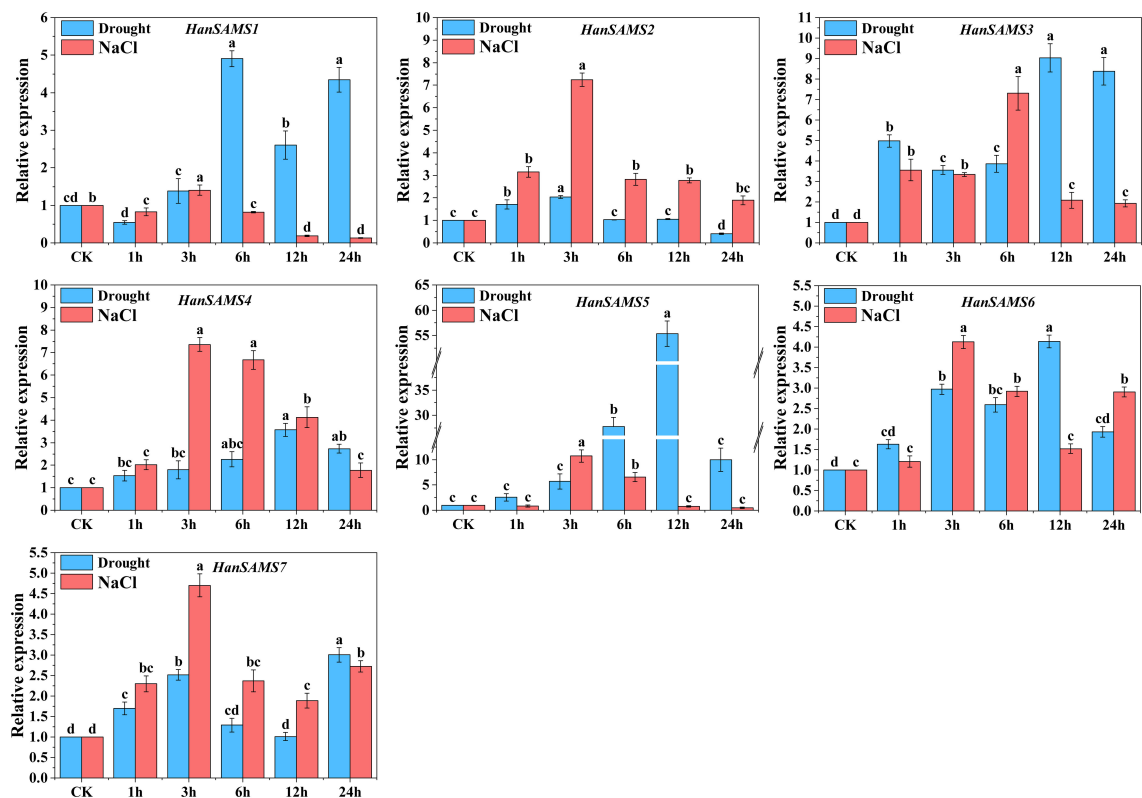 HanSAMS1
Drought
NaCl
Relative expression
6
5
4
3
2
1
0
cd b
d c
c a
a c
b d
a d
CK 1h 3h 6h 12h 24h
HanSAMS2
Drought
NaCl
Relative expression
10
9
8
7
6
5
4
3
2
1
0
c c
b b
a a
c b
c b
d bc
CK 1h 3h 6h 12h 24h
HanSAMS3
Drought
NaCl
Relative expression
11
10
9
8
7
6
5
4
3
2
1
0
d d
b b
c b
c a
a c
a c
CK 1h 3h 6h 12h 24h
HanSAMS4
Drought
NaCl
Relative expression
10
9
8
7
6
5
4
3
2
1
0
c c
bc c
bc a
abc a
a b
ab c
CK 1h 3h 6h 12h 24h
HanSAMS5
Drought
NaCl
Relative expression
65
60
55
35
30
10
5
0
c c
c c
c a
b b
a c
c c
CK 1h 3h 6h 12h 24h
HanSAMS6
Drought
NaCl
Relative expression
5.5
5.0
4.5
4.0
3.5
3.0
2.5
2.0
1.5
1.0
0.5
0.0
d c
cd c
b a
bc b
a c
cd b
CK 1h 3h 6h 12h 24h
HanSAMS7
Drought
NaCl
Relative expression
5.5
5.0
4.5
4.0
3.5
3.0
2.5
2.0
1.5
1.0
0.5
0.0
d d
c bc
b a
cd bc
d c
a b
CK 1h 3h 6h 12h 24h